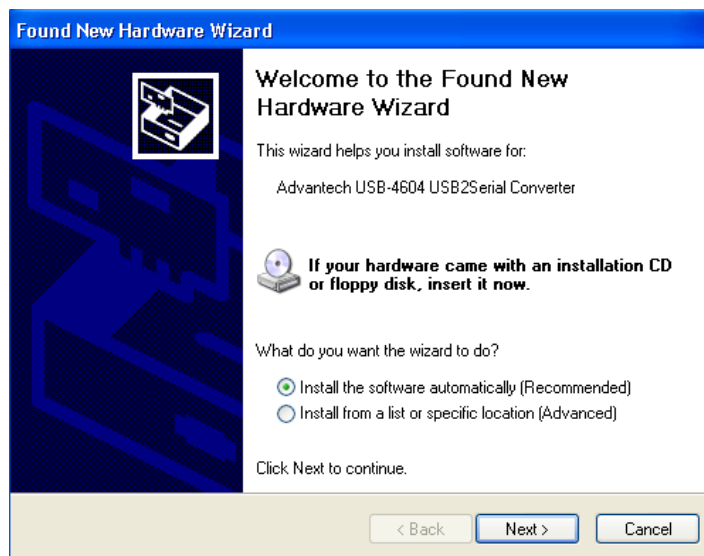 Found New Hardware Wizard
Welcome to the Found New
Hardware Wizard
This wizard helps you install software for:
Advantech USB-4604 USB2Serial Converter
If your hardware came with an installation CD
or floppy disk, insert it now.
What do you want the wizard to do?
Install the software automatically (Recommended)
Install from a list or specific location (Advanced)
Click Next to continue.
< Back Next > Cancel